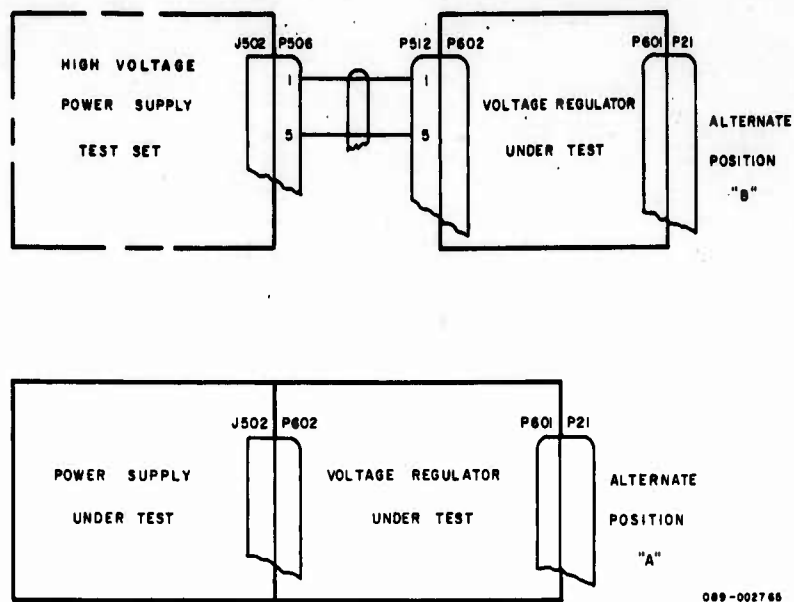 J502 P506
P512 P602
P601 P21
HIGH VOLTAGE
POWER SUPPLY
TEST SET
1
5
1
5
VOLTAGE REGULATOR
UNDER TEST
ALTERNATE
POSITION
"B"
J502 P602
P601 P21
POWER SUPPLY
UNDER TEST
VOLTAGE REGULATOR
UNDER TEST
ALTERNATE
POSITION
"A"
089-002765